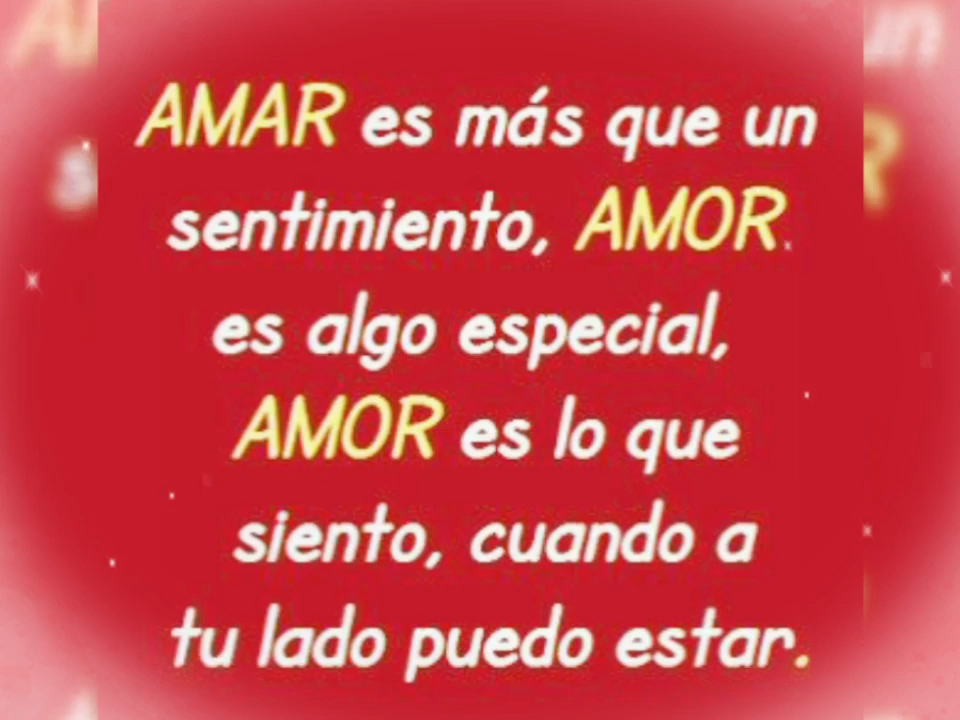 AMAR es más que un
sentimiento, AMOR
es algo especial,
AMOR es lo que
siento, cuando a
tu lado puedo estar.